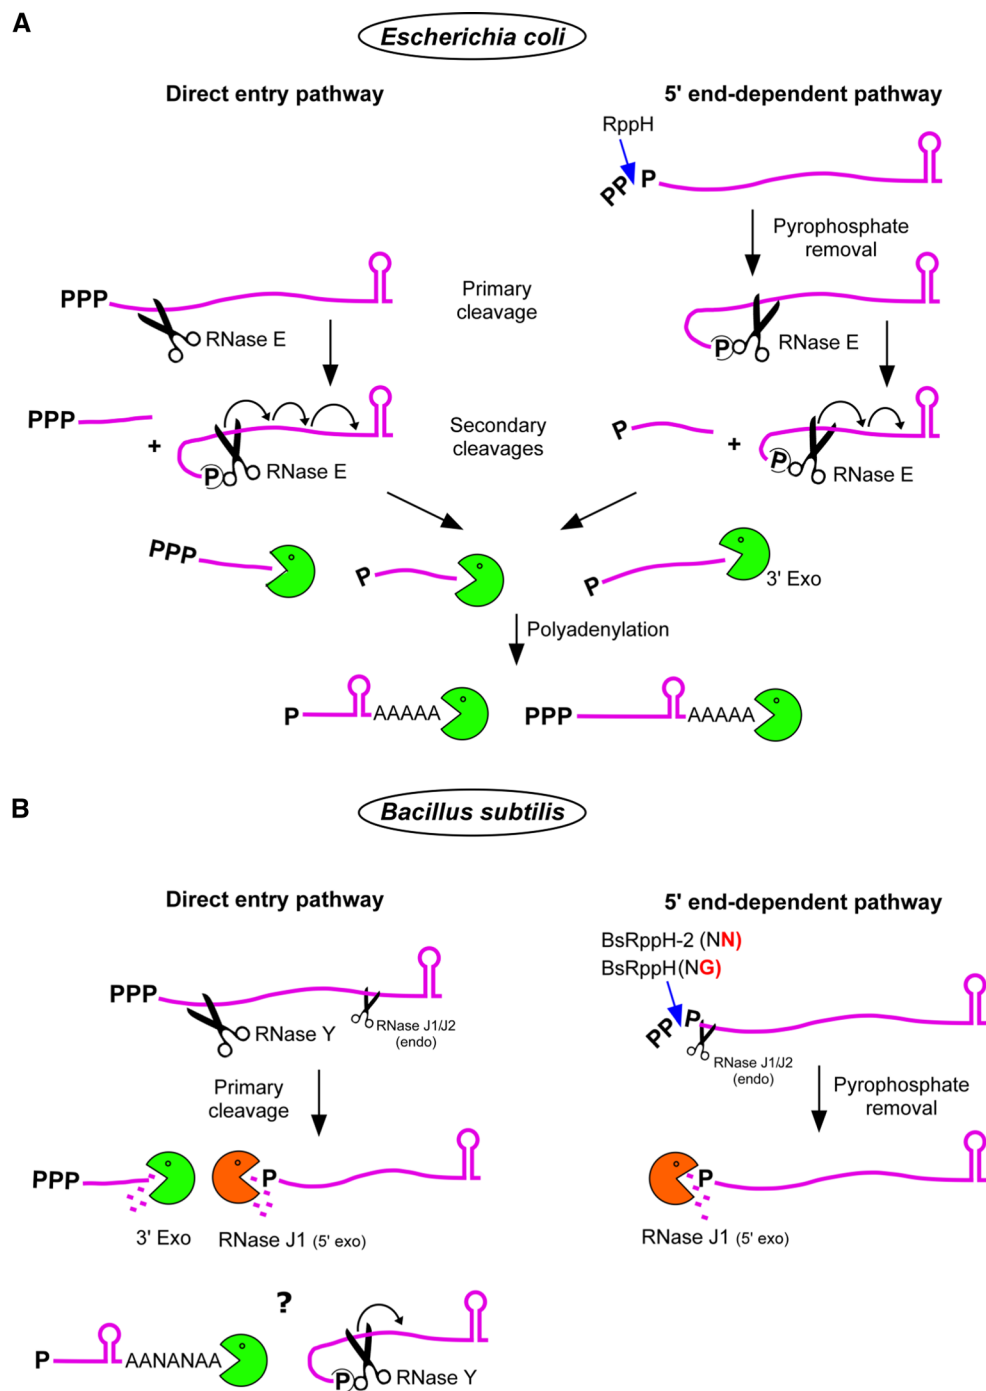 A
Escherichia coli
Direct entry pathway
5' end-dependent pathway
RppH
PP P
Pyrophosphate
removal
PPP
RNase E
Primary
cleavage
P
RNase E
PPP
+
P
RNase E
Secondary
cleavages
P
+
P
RNase E
PPP
P
P
3' Exo
Polyadenylation
P
AAAAA
PPP
AAAAA
B
Bacillus subtilis
Direct entry pathway
5' end-dependent pathway
BsRppH-2 (NN)
BsRppH(NG)
PPP
RNase Y
RNase J1/J2
(endo)
PP P
RNase J1/J2
(endo)
Primary
cleavage
Pyrophosphate
removal
PPP
3' Exo
P
RNase J1 (5' exo)
P
RNase J1 (5' exo)
?
P
AANANAA
P
RNase Y